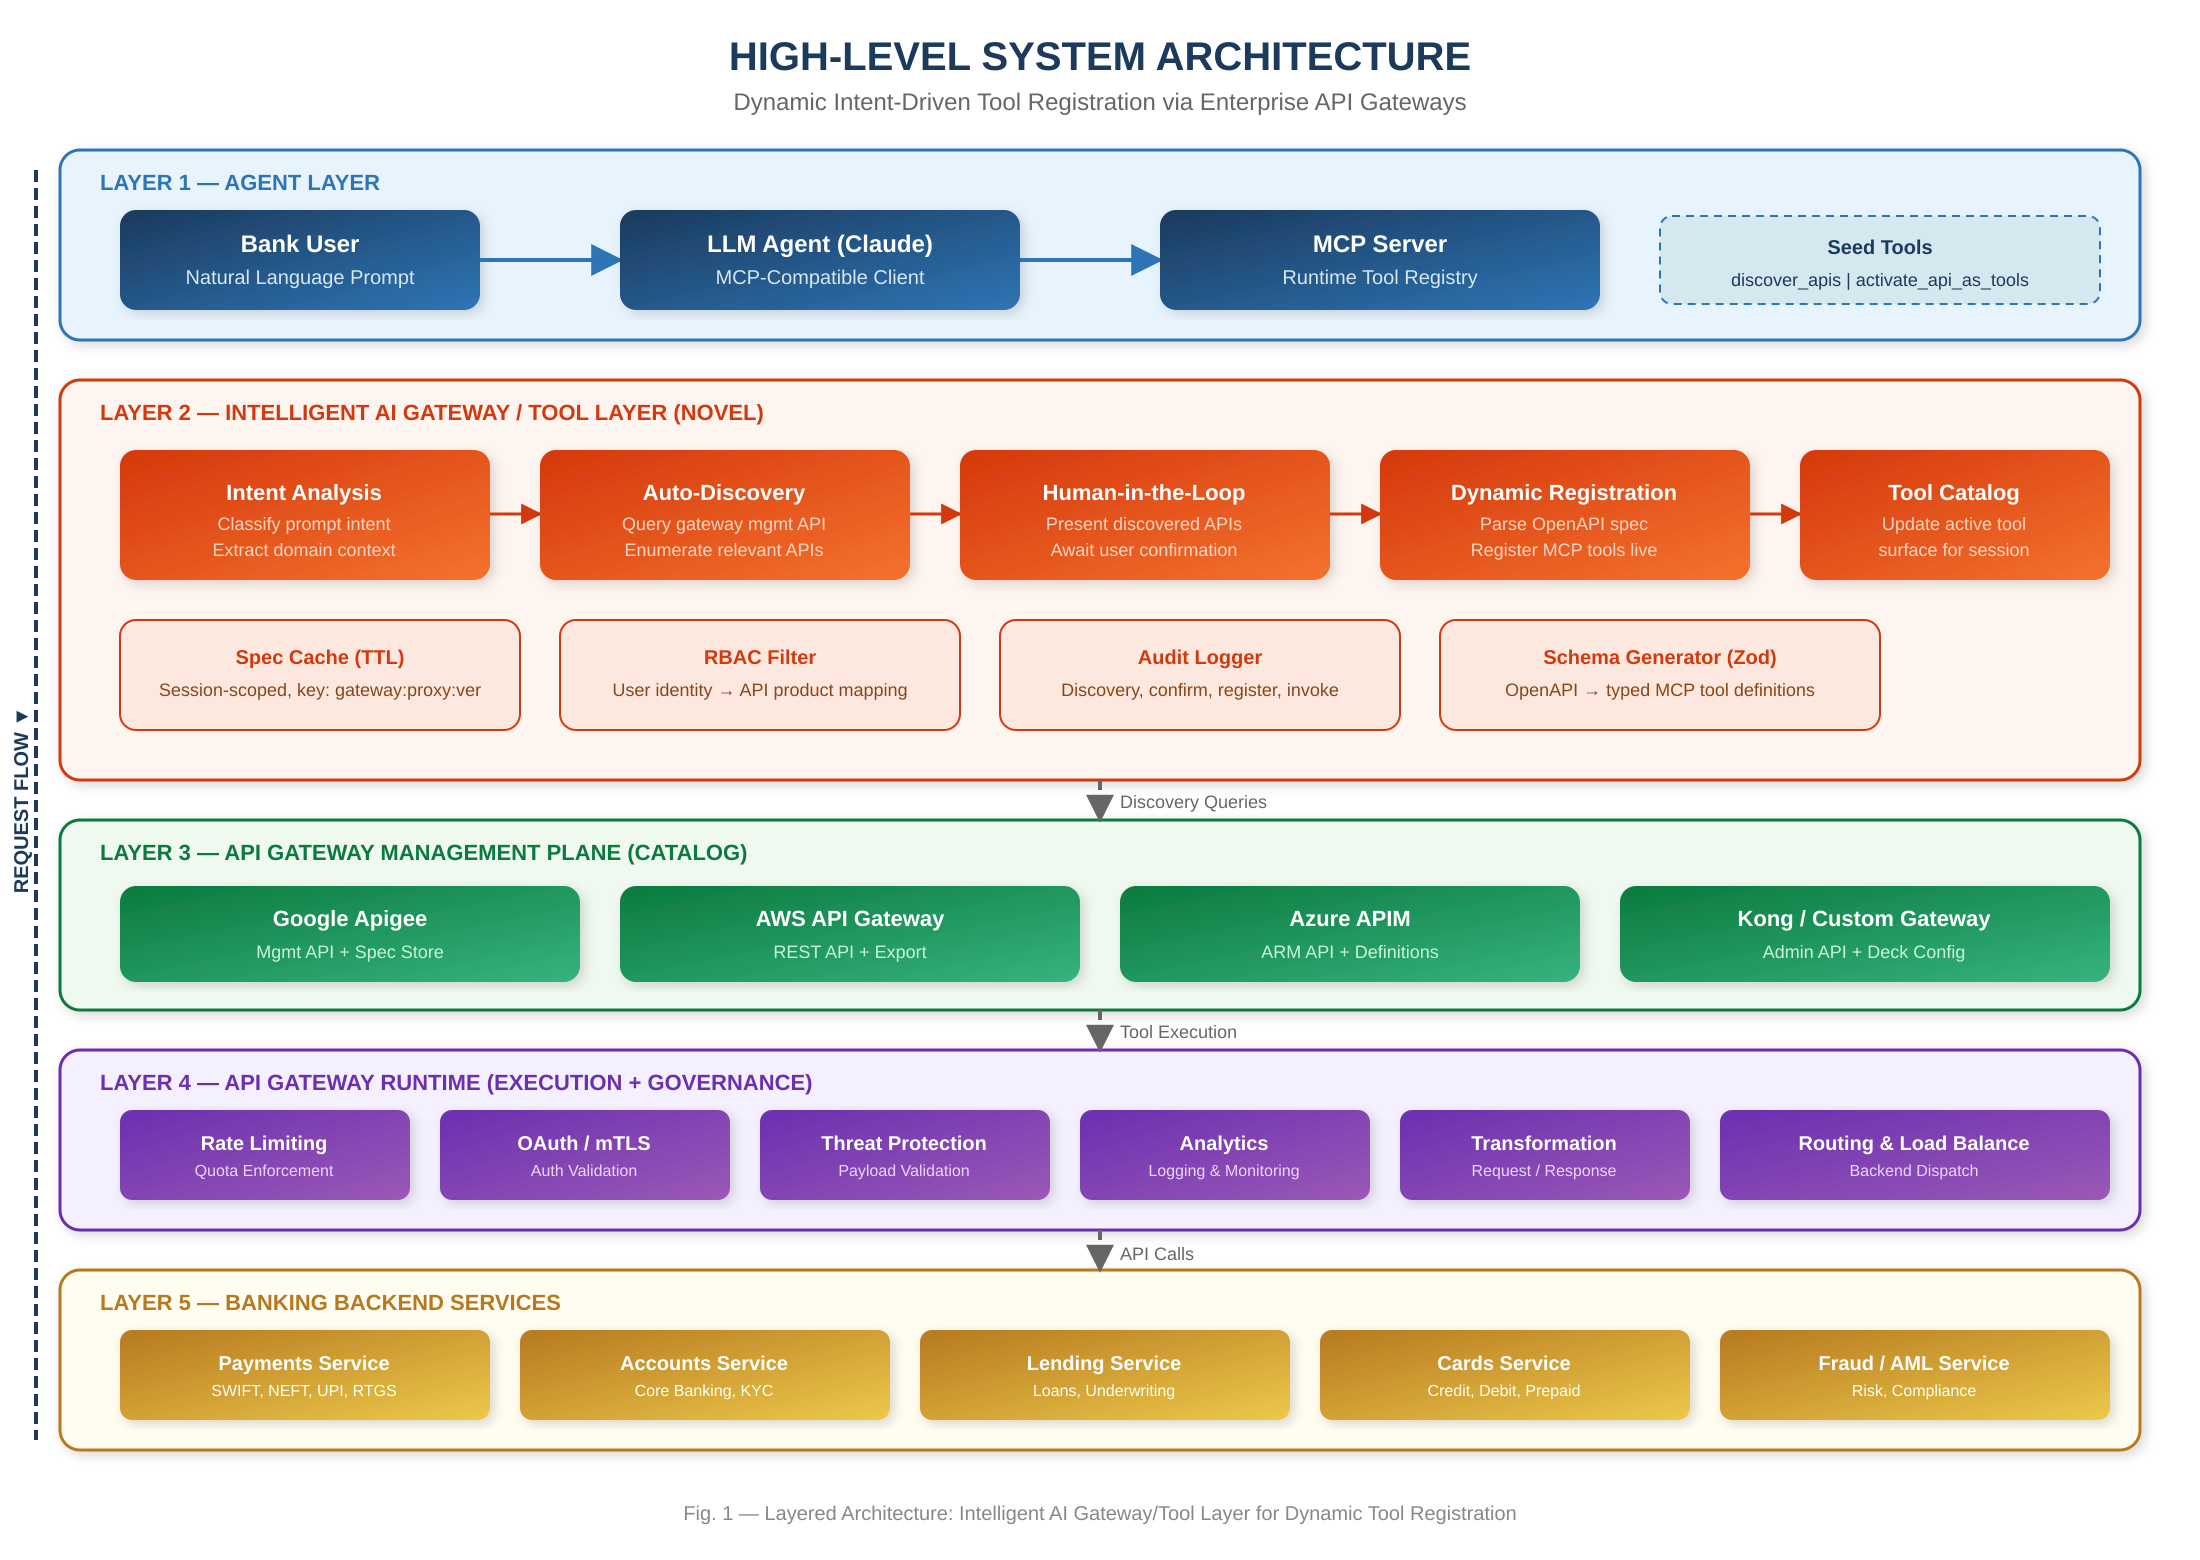 HIGH-LEVEL SYSTEM ARCHITECTURE
Dynamic Intent-Driven Tool Registration via Enterprise API Gateways
REQUEST FLOW ▼
LAYER 1 — AGENT LAYER
Bank User
Natural Language Prompt
LLM Agent (Claude)
MCP-Compatible Client
MCP Server
Runtime Tool Registry
Seed Tools
discover_apis | activate_api_as_tools
LAYER 2 — INTELLIGENT AI GATEWAY / TOOL LAYER (NOVEL)
Intent Analysis
Classify prompt intent
Extract domain context
Auto-Discovery
Query gateway mgmt API
Enumerate relevant APIs
Human-in-the-Loop
Present discovered APIs
Await user confirmation
Dynamic Registration
Parse OpenAPI spec
Register MCP tools live
Tool Catalog
Update active tool
surface for session
Spec Cache (TTL)
Session-scoped, key: gateway:proxy:ver
RBAC Filter
User identity → API product mapping
Audit Logger
Discovery, confirm, register, invoke
Schema Generator (Zod)
OpenAPI → typed MCP tool definitions
Discovery Queries
LAYER 3 — API GATEWAY MANAGEMENT PLANE (CATALOG)
Google Apigee
Mgmt API + Spec Store
AWS API Gateway
REST API + Export
Azure APIM
ARM API + Definitions
Kong / Custom Gateway
Admin API + Deck Config
Tool Execution
LAYER 4 — API GATEWAY RUNTIME (EXECUTION + GOVERNANCE)
Rate Limiting
Quota Enforcement
OAuth / mTLS
Auth Validation
Threat Protection
Payload Validation
Analytics
Logging & Monitoring
Transformation
Request / Response
Routing & Load Balance
Backend Dispatch
API Calls
LAYER 5 — BANKING BACKEND SERVICES
Payments Service
SWIFT, NEFT, UPI, RTGS
Accounts Service
Core Banking, KYC
Lending Service
Loans, Underwriting
Cards Service
Credit, Debit, Prepaid
Fraud / AML Service
Risk, Compliance
Fig. 1 — Layered Architecture: Intelligent AI Gateway/Tool Layer for Dynamic Tool Registration